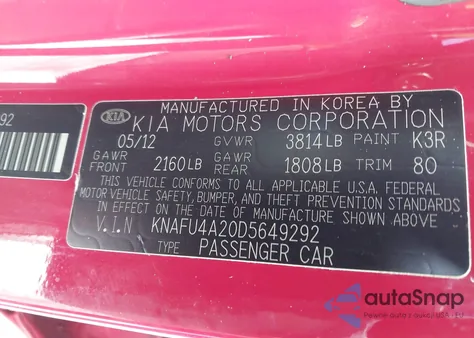 92
MANUFACTURED IN KOREA BY
KIA KIA MOTORS CORPORATION
05/12 GVWR 3814LB PAINT K3R
GAWR FRONT 2160LB GAWR REAR 1808LB TRIM 80
THIS VEHICLE CONFORMS TO ALL APPLICABLE U.S.A. FEDERAL
MOTOR VEHICLE SAFETY, BUMPER, AND THEFT PREVENTION STANDARDS
IN EFFECT ON THE DATE OF MANUFACTURE SHOWN ABOVE
V.I.N KNAFU4A20D5649292
TYPE PASSENGER CAR
autoSnap